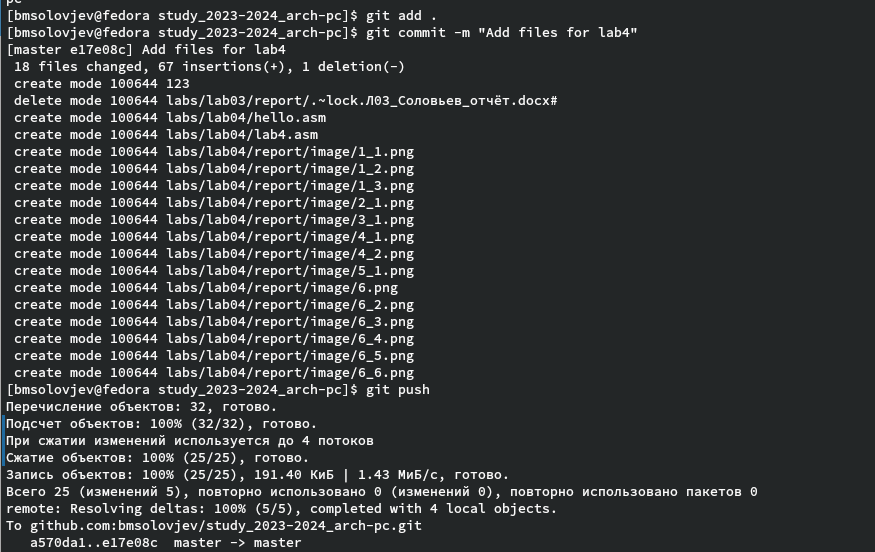 pc
[bmsolovjev@fedora study_2023-2024_arch-pc]$ git add .
[bmsolovjev@fedora study_2023-2024_arch-pc]$ git commit -m "Add files for lab4"
[master e17e08c] Add files for lab4
 18 files changed, 67 insertions(+), 1 deletion(-)
 create mode 100644 123
 delete mode 100644 labs/lab03/report/.~lock.Л03_Соловьев_отчёт.docx#
 create mode 100644 labs/lab04/hello.asm
 create mode 100644 labs/lab04/lab4.asm
 create mode 100644 labs/lab04/report/image/1_1.png
 create mode 100644 labs/lab04/report/image/1_2.png
 create mode 100644 labs/lab04/report/image/1_3.png
 create mode 100644 labs/lab04/report/image/2_1.png
 create mode 100644 labs/lab04/report/image/3_1.png
 create mode 100644 labs/lab04/report/image/4_1.png
 create mode 100644 labs/lab04/report/image/4_2.png
 create mode 100644 labs/lab04/report/image/5_1.png
 create mode 100644 labs/lab04/report/image/6.png
 create mode 100644 labs/lab04/report/image/6_2.png
 create mode 100644 labs/lab04/report/image/6_3.png
 create mode 100644 labs/lab04/report/image/6_4.png
 create mode 100644 labs/lab04/report/image/6_5.png
 create mode 100644 labs/lab04/report/image/6_6.png
[bmsolovjev@fedora study_2023-2024_arch-pc]$ git push
Перечисление объектов: 32, готово.
Подсчет объектов: 100% (32/32), готово.
При сжатии изменений используется до 4 потоков
Сжатие объектов: 100% (25/25), готово.
Запись объектов: 100% (25/25), 191.40 КиБ | 1.43 МиБ/с, готово.
Всего 25 (изменений 5), повторно использовано 0 (изменений 0), повторно использовано пакетов 0
remote: Resolving deltas: 100% (5/5), completed with 4 local objects.
To github.com:bmsolovjev/study_2023-2024_arch-pc.git
   a570da1..e17e08c  master -> master